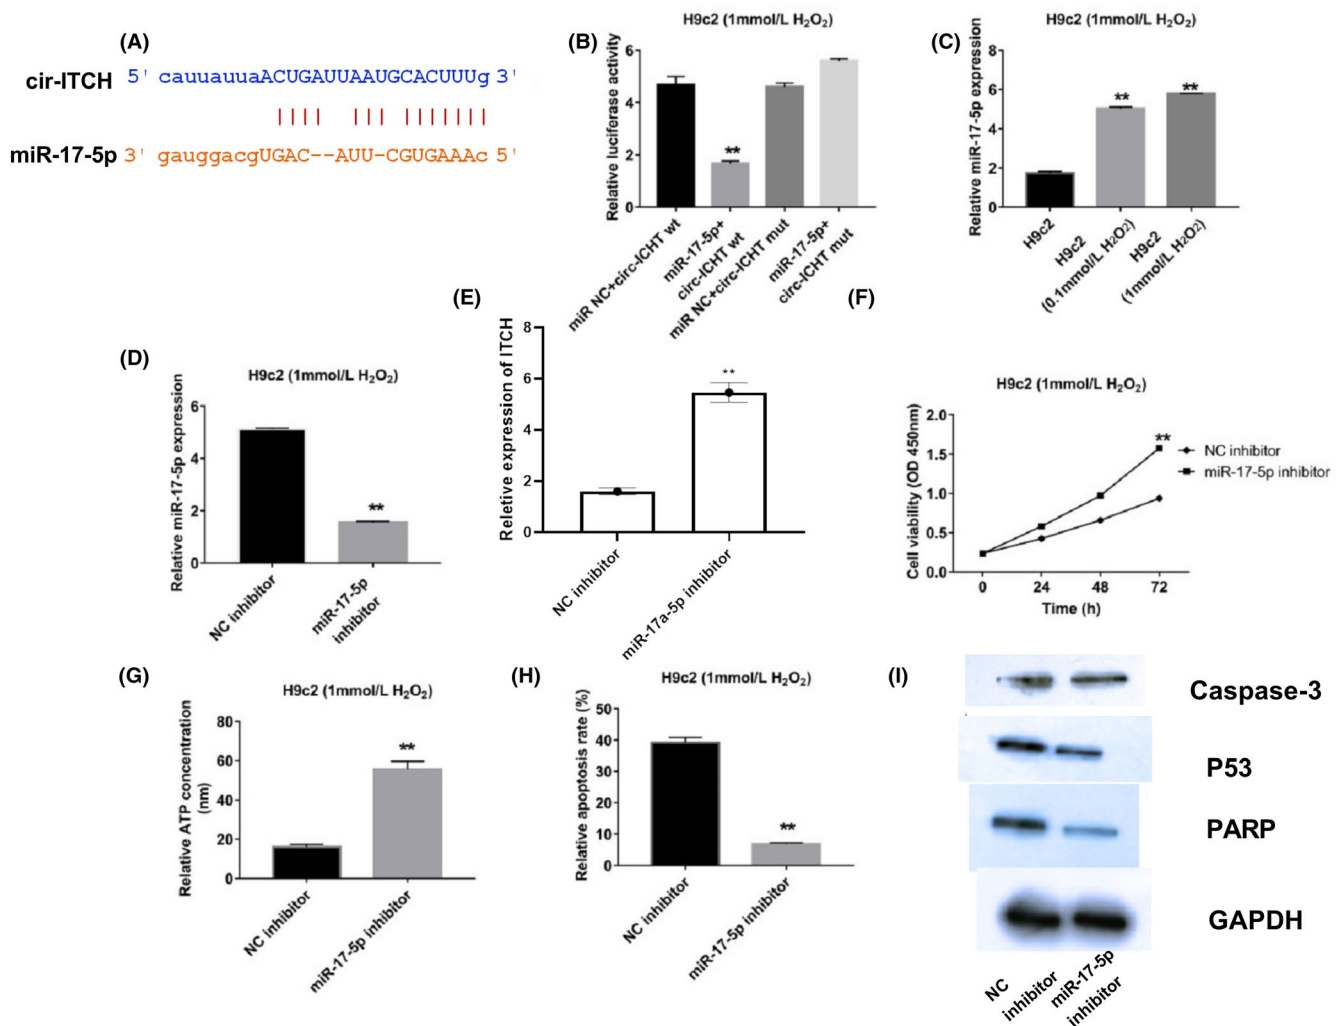 (A)
cir-ITCH 5' cauuauuaACUGAUUAAUGCACUUUg 3'
miR-17-5p 3' gauggacgUGAC--AUU-CGUGAAAc 5'
(B)
H9c2 (1mmol/L H₂O₂)
Relative luciferase activity
6
4
2
0
**
miR NC+circ-ICHT wt
miR-17-5p+
circ-ICHT wt
miR NC+circ-ICHT mut
miR-17-5p+
circ-ICHT mut
(C)
H9c2 (1mmol/L H₂O₂)
Relative miR-17-5p expression
8
6
4
2
0
**
**
H9c2
H9c2
(0.1mmol/L H₂O₂)
H9c2
(1mmol/L H₂O₂)
(D)
H9c2 (1mmol/L H₂O₂)
Relative miR-17-5p expression
6
4
2
0
**
NC inhibitor
miR-17-5p
inhibitor
(E)
Reletive expression of ITCH
8
6
4
2
0
**
NC inhibitor
miR-17a-5p inhibitor
(F)
H9c2 (1mmol/L H₂O₂)
Cell viability (OD 450nm)
2.0
1.5
1.0
0.5
0.0
**
NC inhibitor
miR-17-5p inhibitor
0 24 48 72
Time (h)
(G)
H9c2 (1mmol/L H₂O₂)
Relative ATP concentration
(nm)
80
60
40
20
0
**
NC inhibitor
miR-17-5p inhibitor
(H)
H9c2 (1mmol/L H₂O₂)
Relative apoptosis rate (%)
50
40
30
20
10
0
**
NC inhibitor
miR-17-5p inhibitor
(I)
Caspase-3
P53
PARP
GAPDH
NC
inhibitor
miR-17-5p
inhibitor